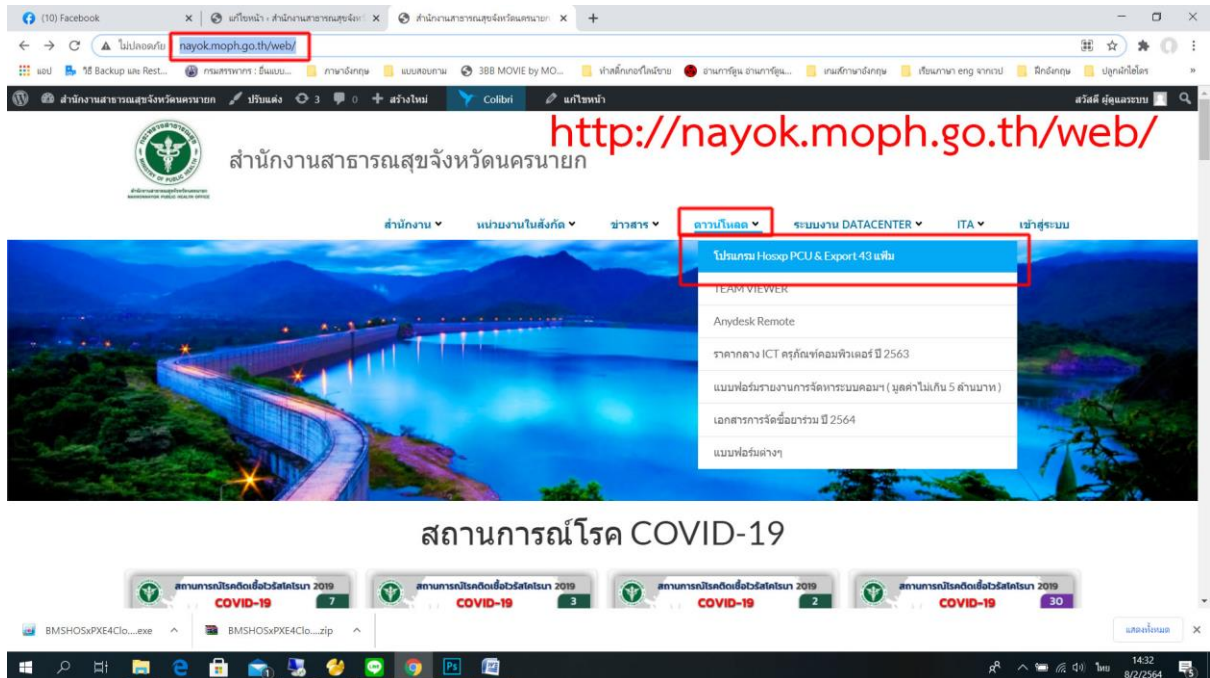 (10) Facebook
แก้ไขหน้า ‹ สำนักงานสาธารณสุขจังห
สำนักงานสาธารณสุขจังหวัดนครนายก
ไม่ปลอดภัย nayok.moph.go.th/web/
แอป วิธี Backup และ Rest... กรมสรรพากร : ยื่นแบบ... ภาษาอังกฤษ แบบสอบถาม 3BB MOVIE by MO... ทำสติ๊กเกอร์ไลน์ขาย อานการ์ตูน อานการ์ตูน... เกมส์ภาษาอังกฤษ เรียนภาษา eng จากเวป ฝึกอังกฤษ ปลูกผักไฮโดร »
สำนักงานสาธารณสุขจังหวัดนครนายก ปรับแต่ง 3 0 สร้างใหม่ Colibri แก้ไขหน้า สวัสดี ผู้ดูแลระบบ
http://nayok.moph.go.th/web/
สำนักงานสาธารณสุขจังหวัดนครนายก
สำนักงาน หน่วยงานในสังกัด ข่าวสาร ดาวน์โหลด ระบบงาน DATACENTER ITA เข้าสู่ระบบ
โปรแกรม Hosxp PCU & Export 43 แฟ้ม
TEAM VIEWER
Anydesk Remote
ราคากลาง ICT ครุภัณฑ์คอมพิวเตอร์ ปี 2563
แบบฟอร์มรายงานการจัดหาระบบคอมฯ ( มูลค่าไม่เกิน 5 ล้านบาท )
เอกสารการจัดซื้อยาร่วม ปี 2564
แบบฟอร์มต่างๆ
สถานการณ์โรค COVID-19
สถานการณ์โรคติดเชื้อไวรัสโคโรนา 2019
COVID-19 7
สถานการณ์โรคติดเชื้อไวรัสโคโรนา 2019
COVID-19 3
สถานการณ์โรคติดเชื้อไวรัสโคโรนา 2019
COVID-19 2
สถานการณ์โรคติดเชื้อไวรัสโคโรนา 2019
COVID-19 30
BMSHOSxPXE4Clo....exe BMSHOSxPXE4Clo....zip แสดงทั้งหมด
ไทย 14:32
8/2/2564